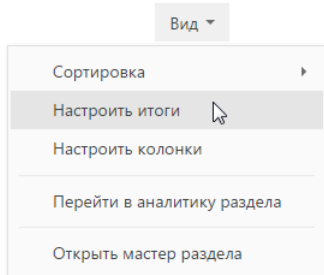 Вид
Сортировка
Настроить итоги
Настроить колонки
Перейти в аналитику раздела
Открыть мастер раздела